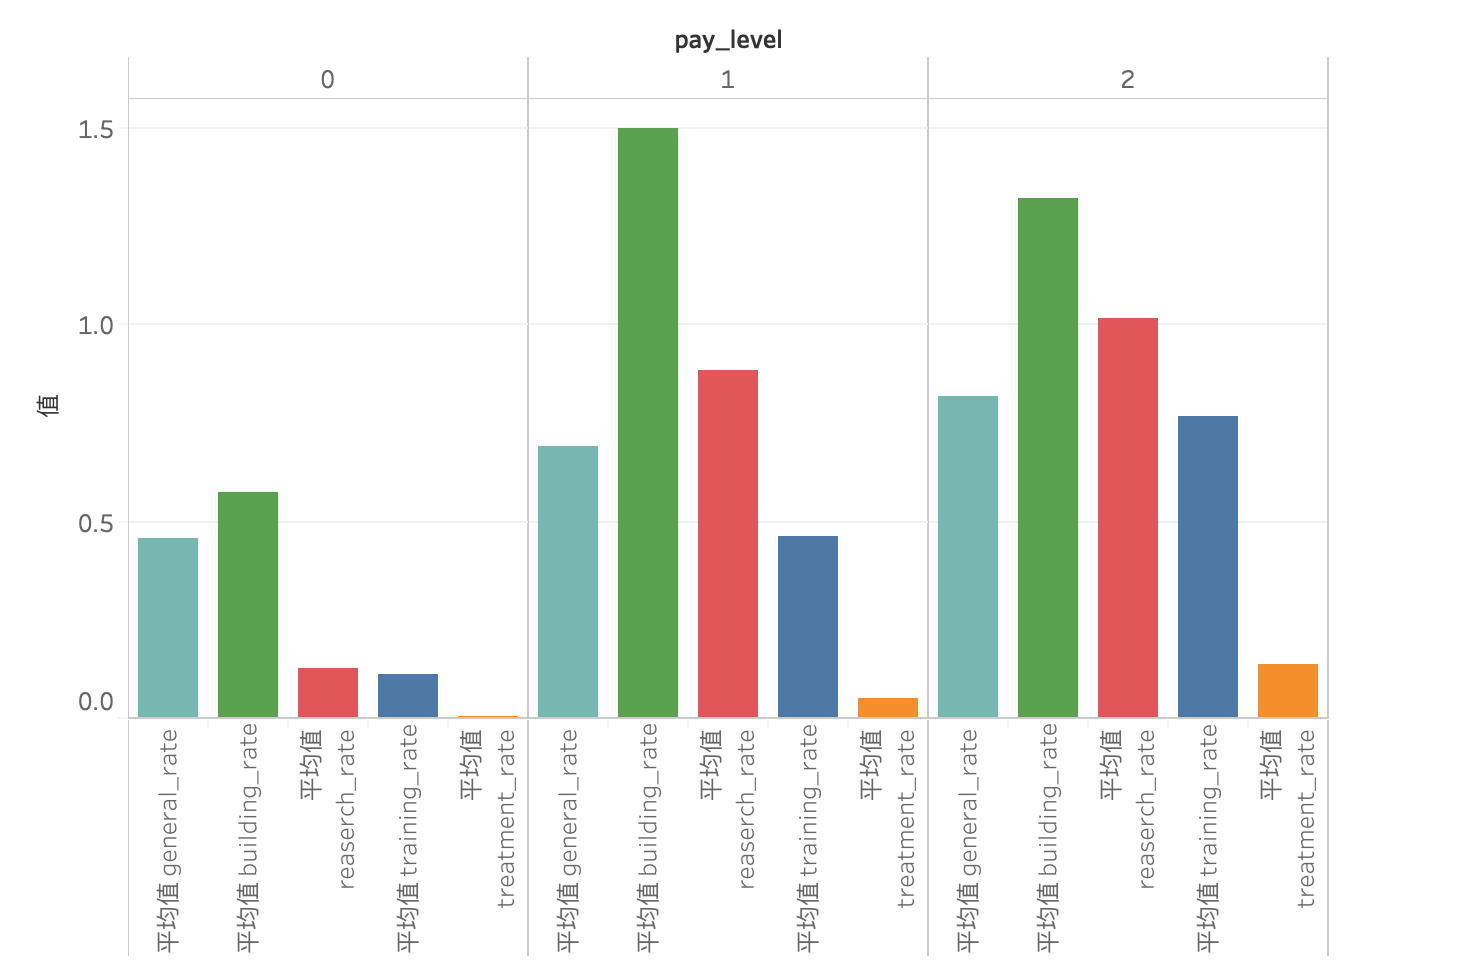 pay_level
0
1
2
1.5
1.0
0.5
0.0
值
平均值 general_rate
平均值 building_rate
平均值
reaserch_rate
平均值 training_rate
平均值
treatment_rate
平均值 general_rate
平均值 building_rate
平均值
reaserch_rate
平均值 training_rate
平均值
treatment_rate
平均值 general_rate
平均值 building_rate
平均值
reaserch_rate
平均值 training_rate
平均值
treatment_rate